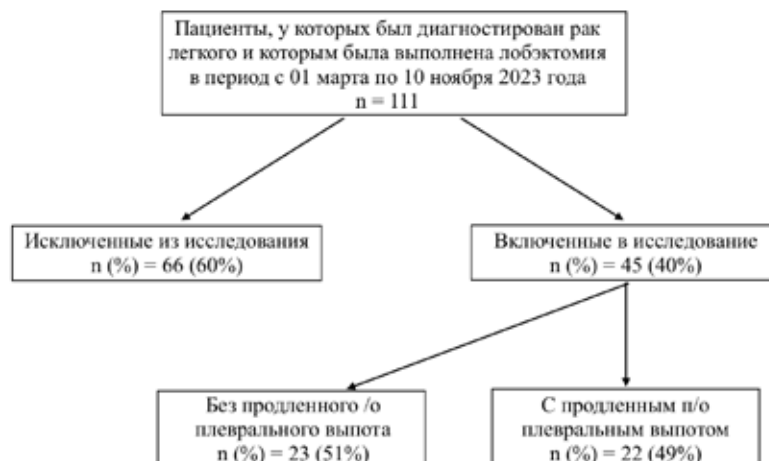 Пациенты, у которых был диагностирован рак
легкого и которым была выполнена лобэктомия
в период с 01 марта по 10 ноября 2023 года
n = 111
Исключенные из исследования
n (%) = 66 (60%)
Включенные в исследование
n (%) = 45 (40%)
Без продленного /о
плеврального выпота
n (%) = 23 (51%)
С продленным п/о
плевральным выпотом
n (%) = 22 (49%)